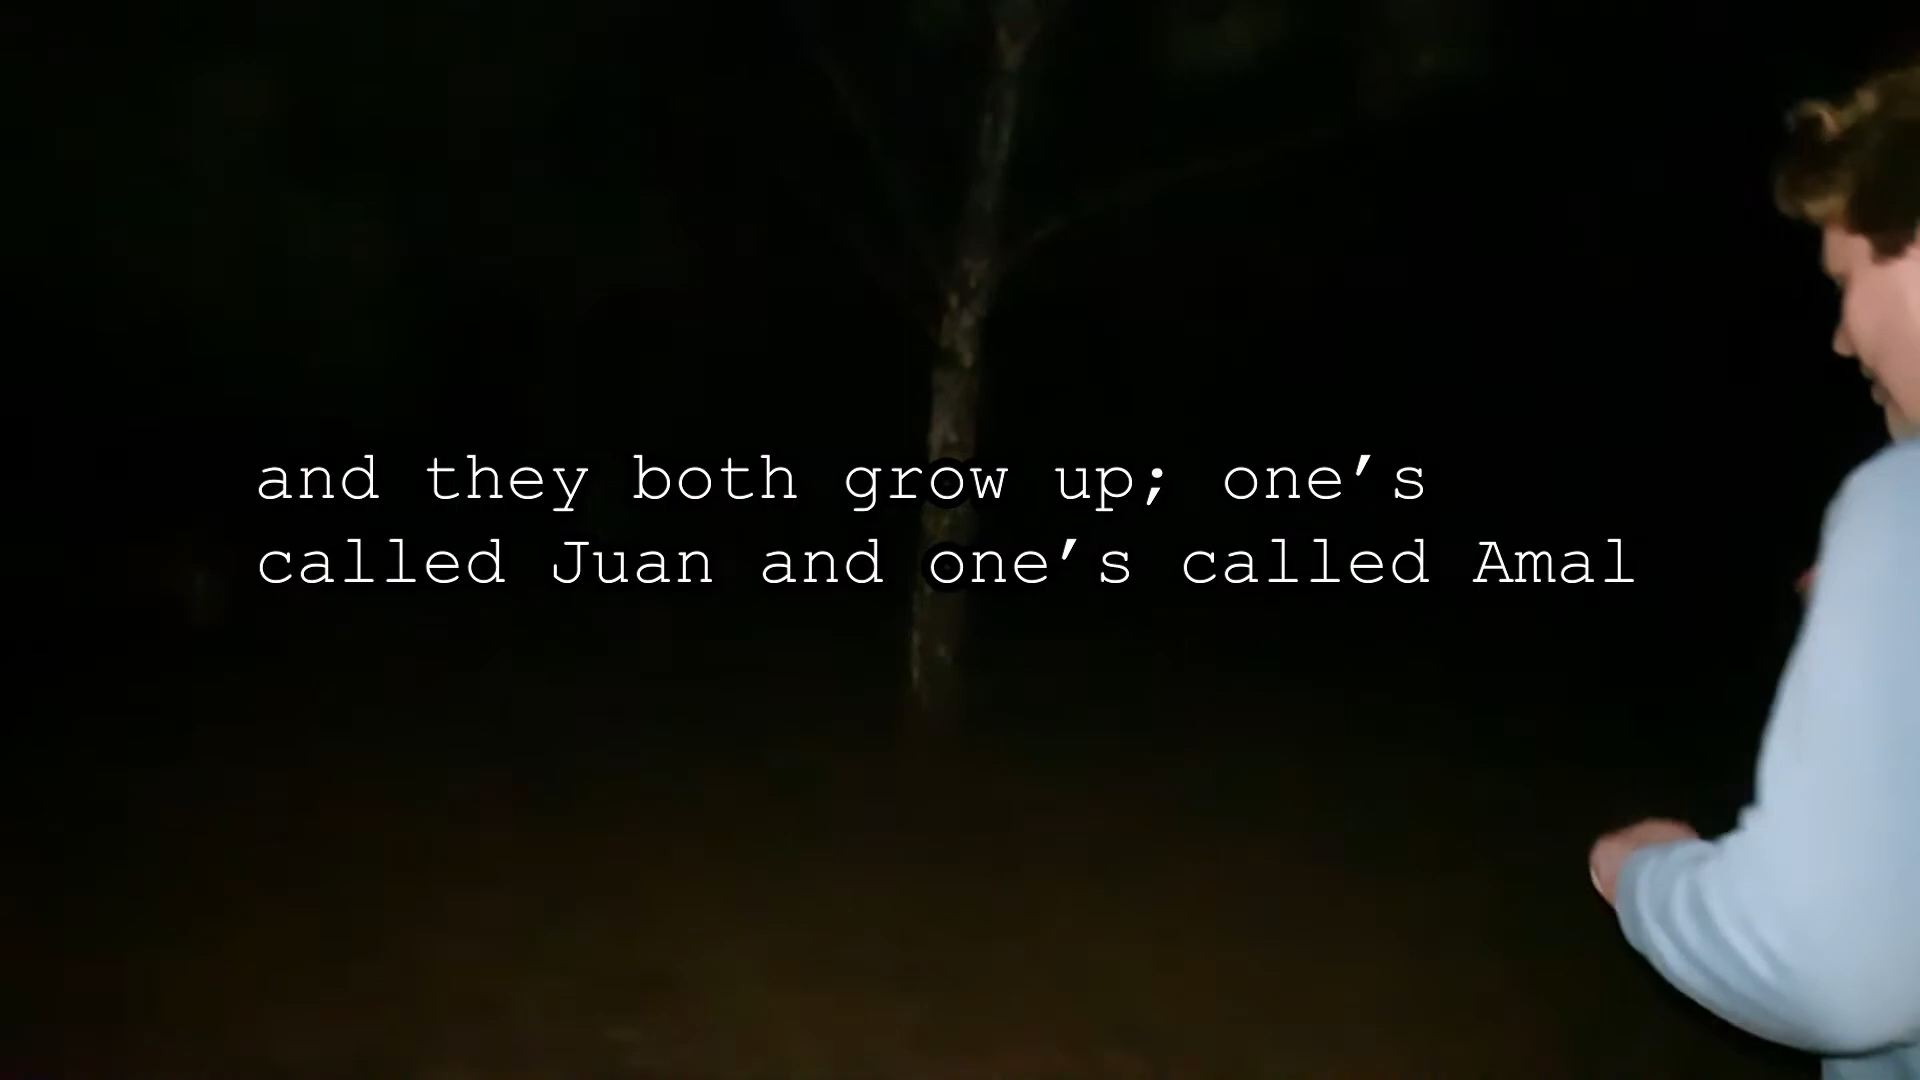 and they both grow up; one’s
called Juan and one’s called Amal